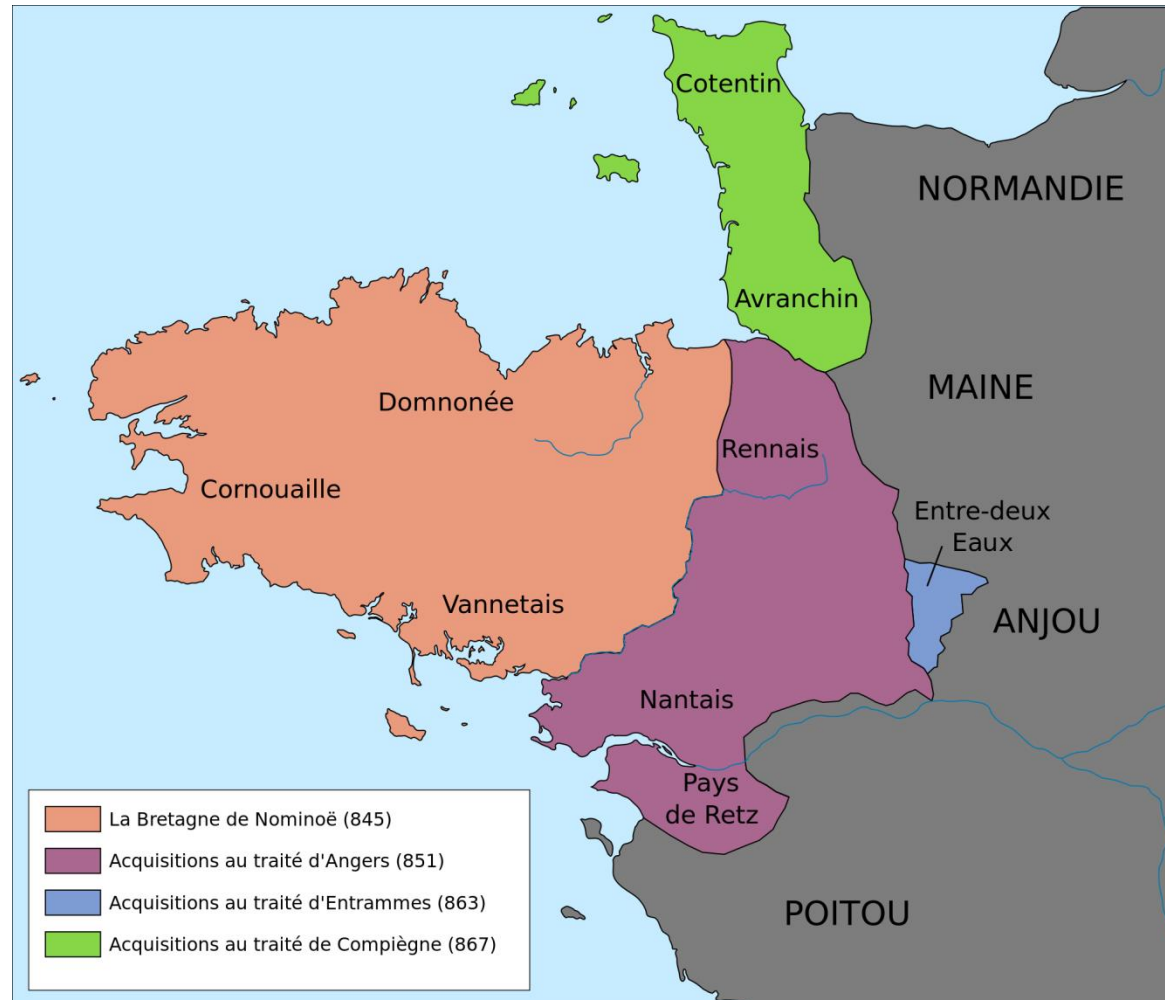 Cotentin
NORMANDIE
Avranchin
MAINE
Domnonée
Rennais
Cornouaille
Entre-deux
Eaux
Vannetais
ANJOU
Nantais
Pays
de Retz
POITOU
La Bretagne de Nominoë (845)
Acquisitions au traité d'Angers (851)
Acquisitions au traité d'Entrammes (863)
Acquisitions au traité de Compiègne (867)